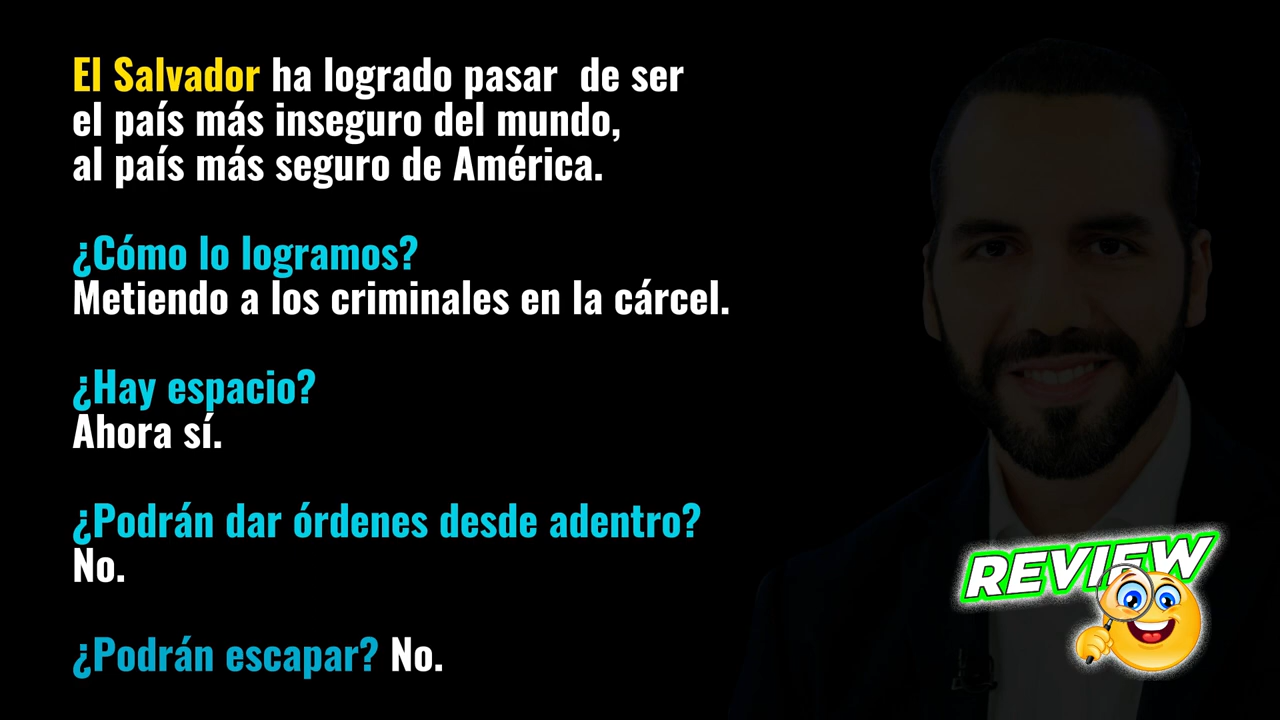 El Salvador ha logrado pasar de ser
el país más inseguro del mundo,
al país más seguro de América.
¿Cómo lo logramos?
Metiendo a los criminales en la cárcel.
¿Hay espacio?
Ahora sí.
¿Podrán dar órdenes desde adentro?
No.
¿Podrán escapar? No.
REVIEW